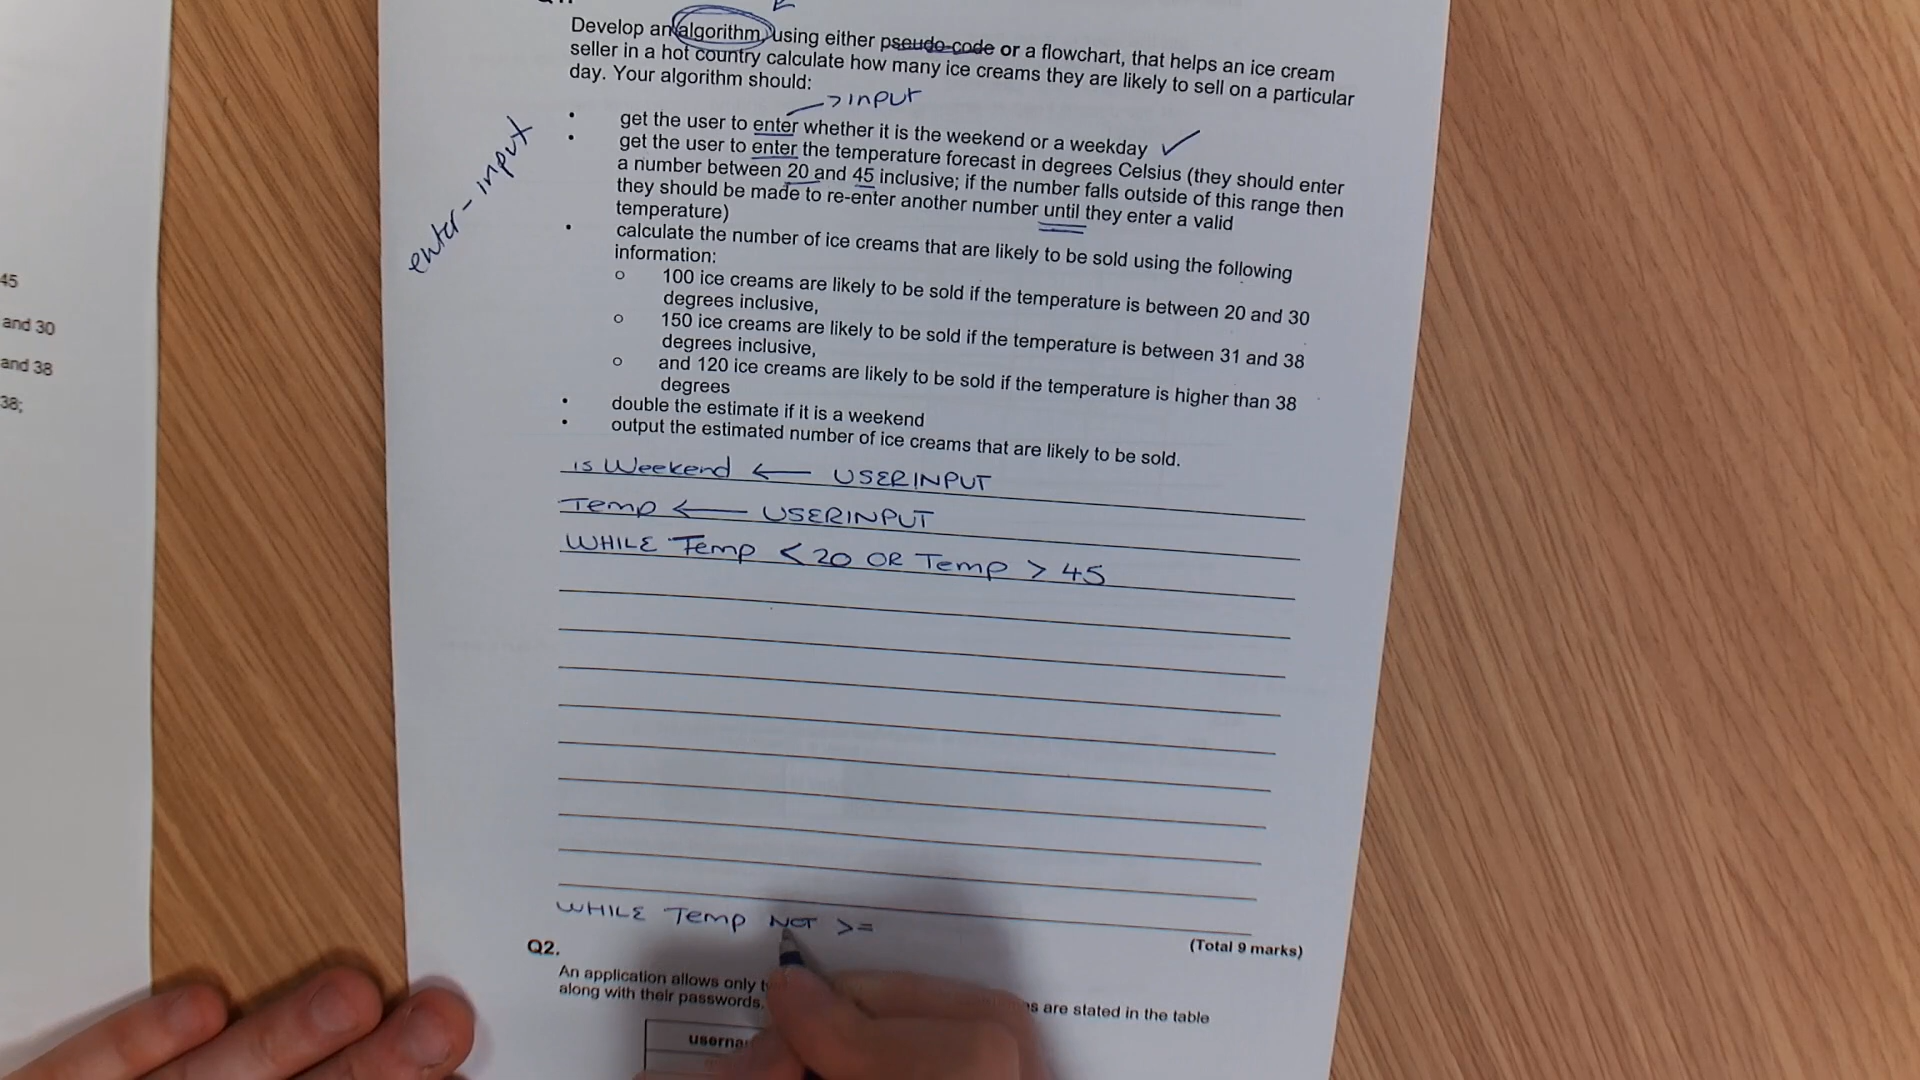 Develop an algorithm, using either pseudo-code or a flowchart, that helps an ice cream
seller in a hot country calculate how many ice creams they are likely to sell on a particular
day. Your algorithm should:
input
get the user to enter whether it is the weekend or a weekday
get the user to enter the temperature forecast in degrees Celsius (they should enter
a number between 20 and 45 inclusive; if the number falls outside of this range then
they should be made to re-enter another number until they enter a valid
temperature)
enter - input
calculate the number of ice creams that are likely to be sold using the following
information:
100 ice creams are likely to be sold if the temperature is between 20 and 30
degrees inclusive,
150 ice creams are likely to be sold if the temperature is between 31 and 38
degrees inclusive,
and 120 ice creams are likely to be sold if the temperature is higher than 38
degrees
double the estimate if it is a weekend
output the estimated number of ice creams that are likely to be sold.
45
and 30
and 38
38;
isWeekend ← USERINPUT
Temp ← USERINPUT
WHILE Temp < 20 OR Temp > 45
WHILE Temp NOT >=
(Total 9 marks)
Q2.
An application allows only
are stated in the table
along with their passwords.